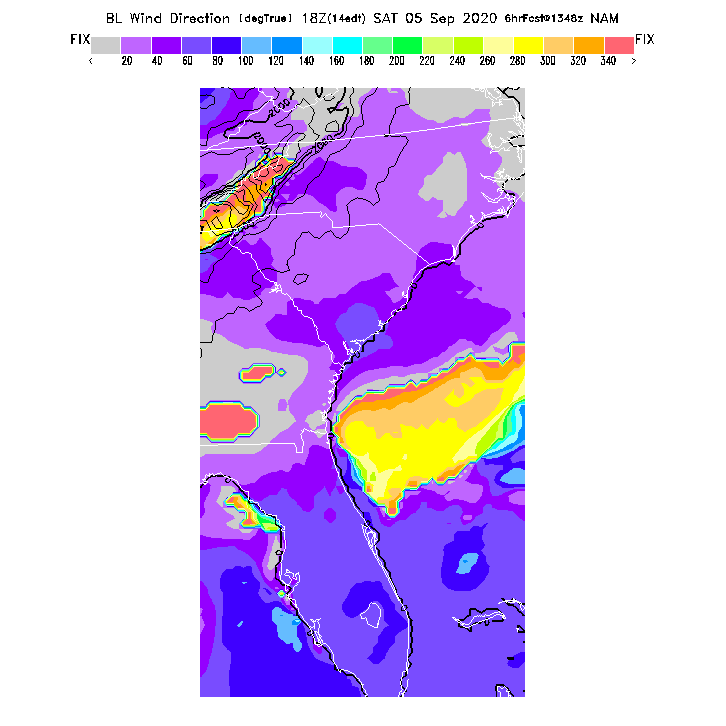 BL Wind Direction [degTrue] 18Z(14edt) SAT 05 Sep 2020 6hrFcst@1348z NAM
FIX FIX
< 20 40 60 80 100 120 140 160 180 200 220 240 260 280 300 320 340 >
2000